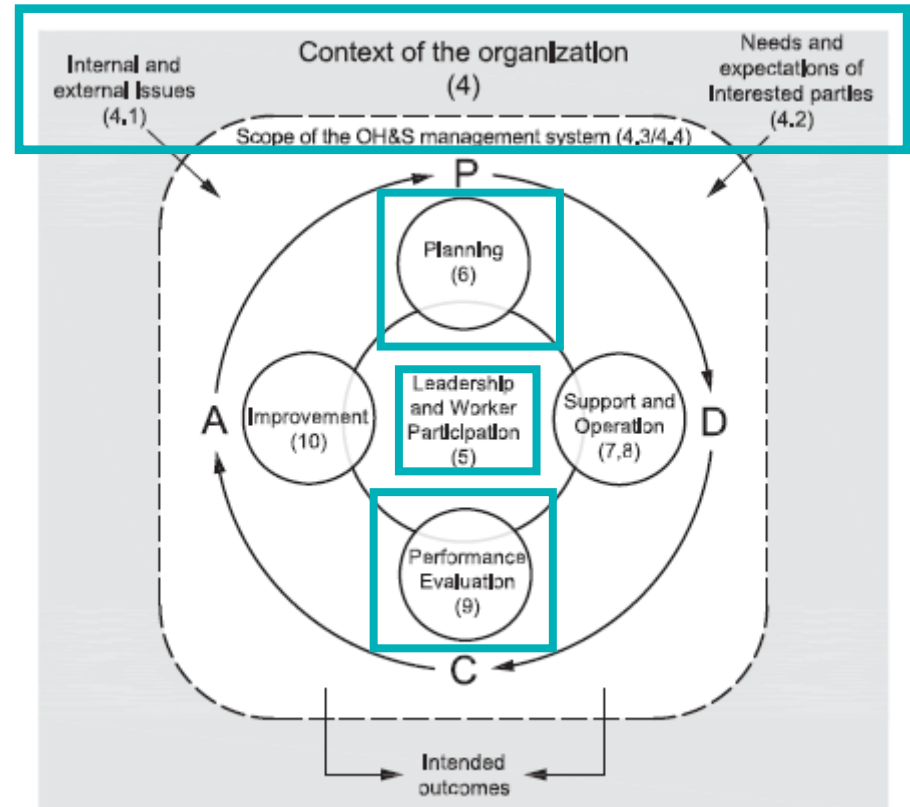 Context of the organization
(4)
Internal and
external issues
(4.1)
Needs and
expectations of
Interested parties
(4.2)
Scope of the OH&S management system (4.3/4.4)
P
Planning
(6)
A
Improvement
(10)
Leadership
and Worker
Participation
(5)
Support and
Operation
(7,8)
D
Performance
Evaluation
(9)
C
Intended
outcomes